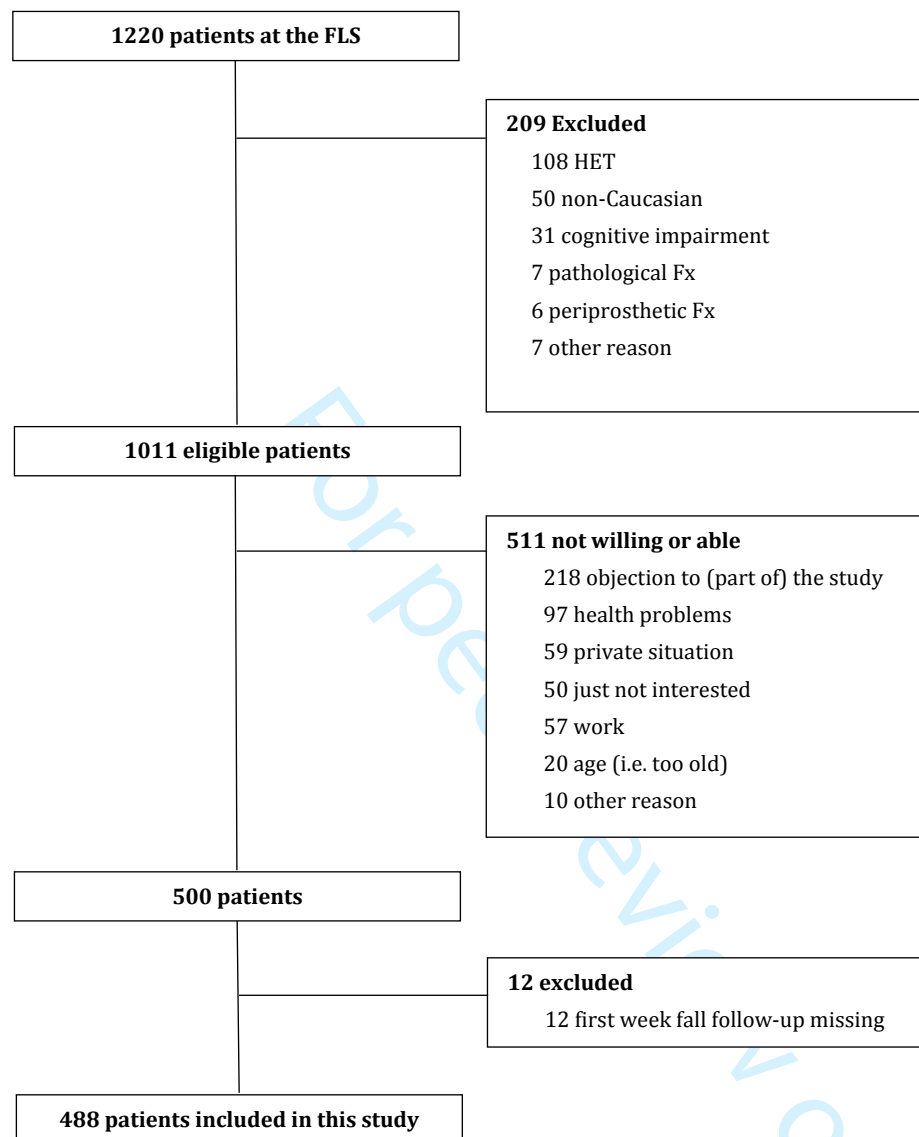 1220 patients at the FLS
209 Excluded
108 HET
50 non-Caucasian
31 cognitive impairment
7 pathological Fx
6 periprosthetic Fx
7 other reason
1011 eligible patients
511 not willing or able
218 objection to (part of) the study
97 health problems
59 private situation
50 just not interested
57 work
20 age (i.e. too old)
10 other reason
500 patients
12 excluded
12 first week fall follow-up missing
488 patients included in this study
For